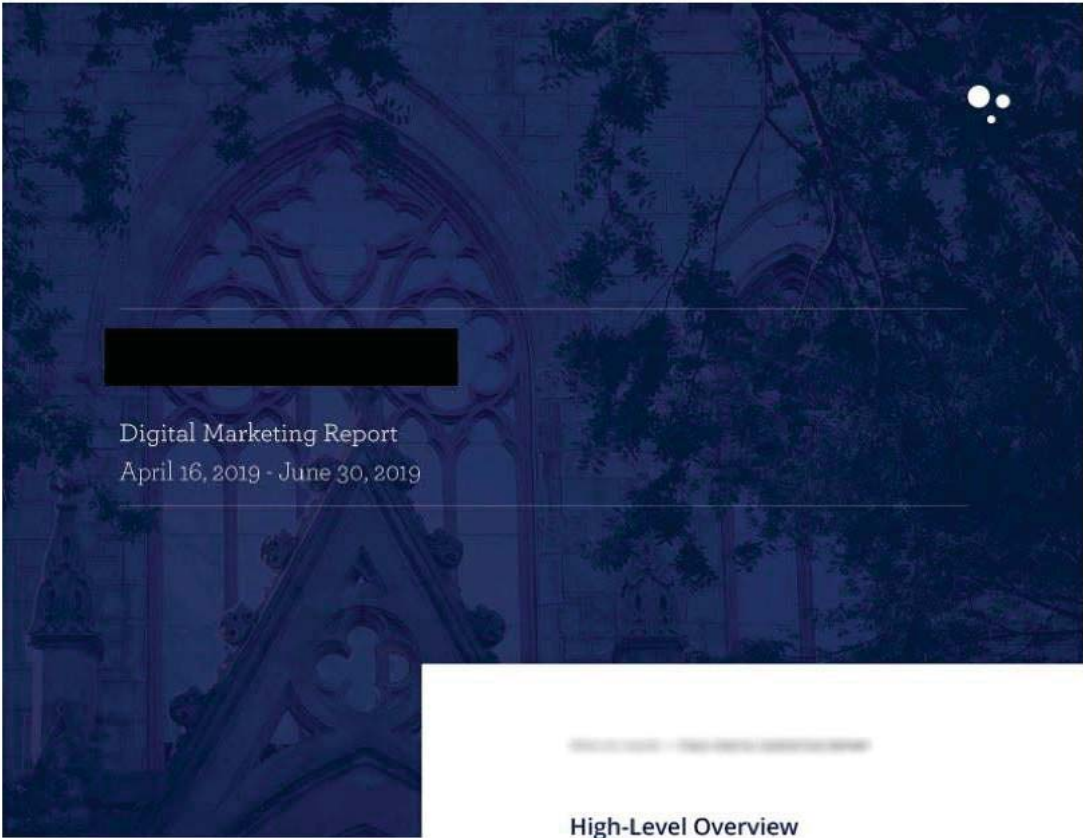 Digital Marketing Report
April 16, 2019 - June 30, 2019
High-Level Overview